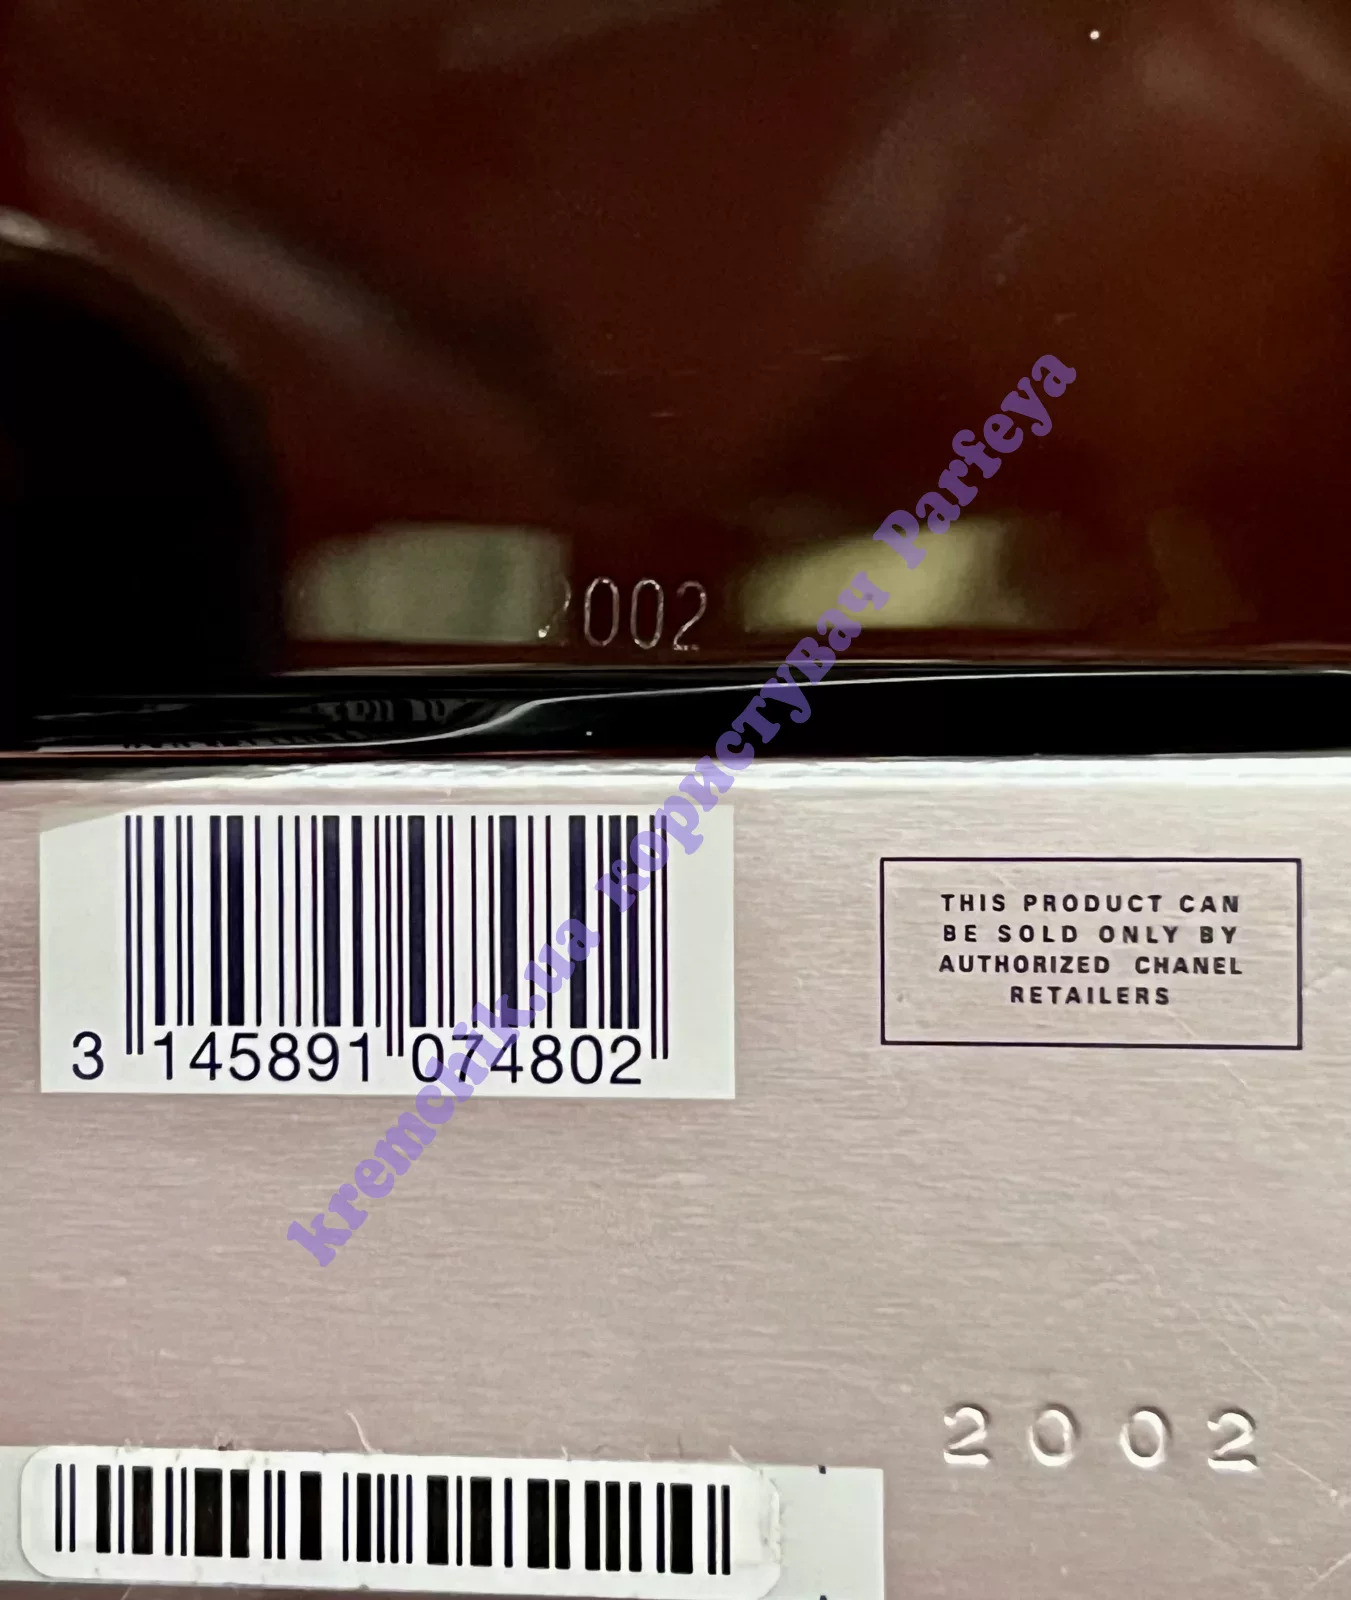 2002
3 145891 074802
THIS PRODUCT CAN
BE SOLD ONLY BY
AUTHORIZED CHANEL
RETAILERS
2002
kremchik.ua користувач Parfeya